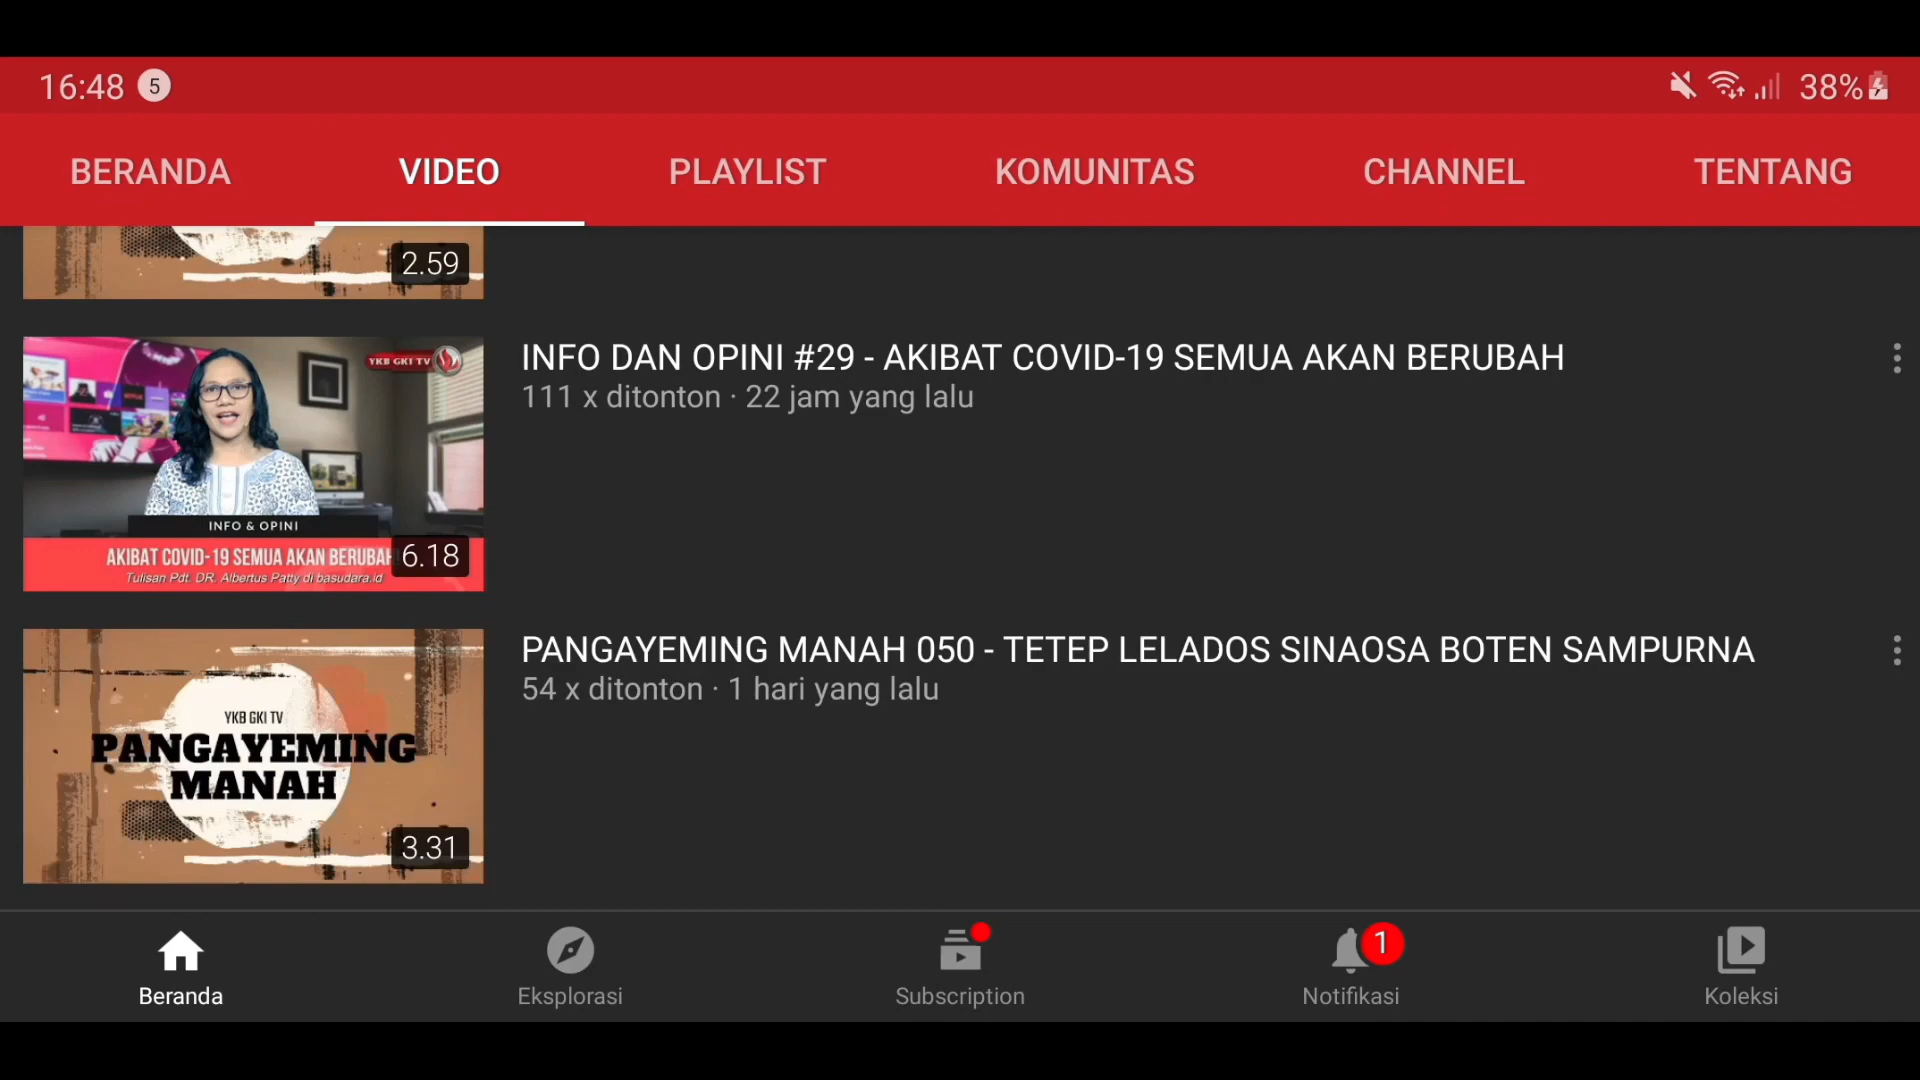 16:48 5 38%
BERANDA VIDEO PLAYLIST KOMUNITAS CHANNEL TENTANG
2.59
YKB GKI TV
INFO & OPINI
AKIBAT COVID-19 SEMUA AKAN BERUBAH
Tulisan Pdt. DR. Albertus Patty di basudara.id
6.18
INFO DAN OPINI #29 - AKIBAT COVID-19 SEMUA AKAN BERUBAH
111 x ditonton · 22 jam yang lalu
YKB GKI TV
PANGAYEMING
MANAH
3.31
PANGAYEMING MANAH 050 - TETEP LELADOS SINAOSA BOTEN SAMPURNA
54 x ditonton · 1 hari yang lalu
1
Beranda Eksplorasi Subscription Notifikasi Koleksi